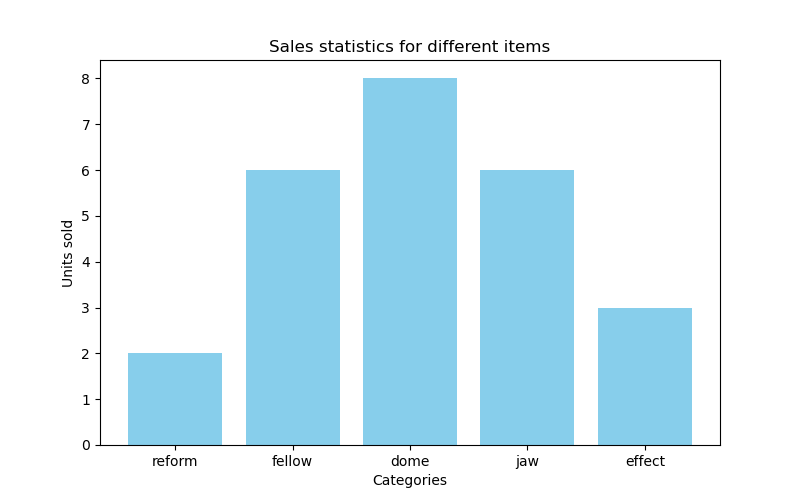 Sales statistics for different items
Units sold
8
7
6
5
4
3
2
1
0
reform fellow dome jaw effect
Categories